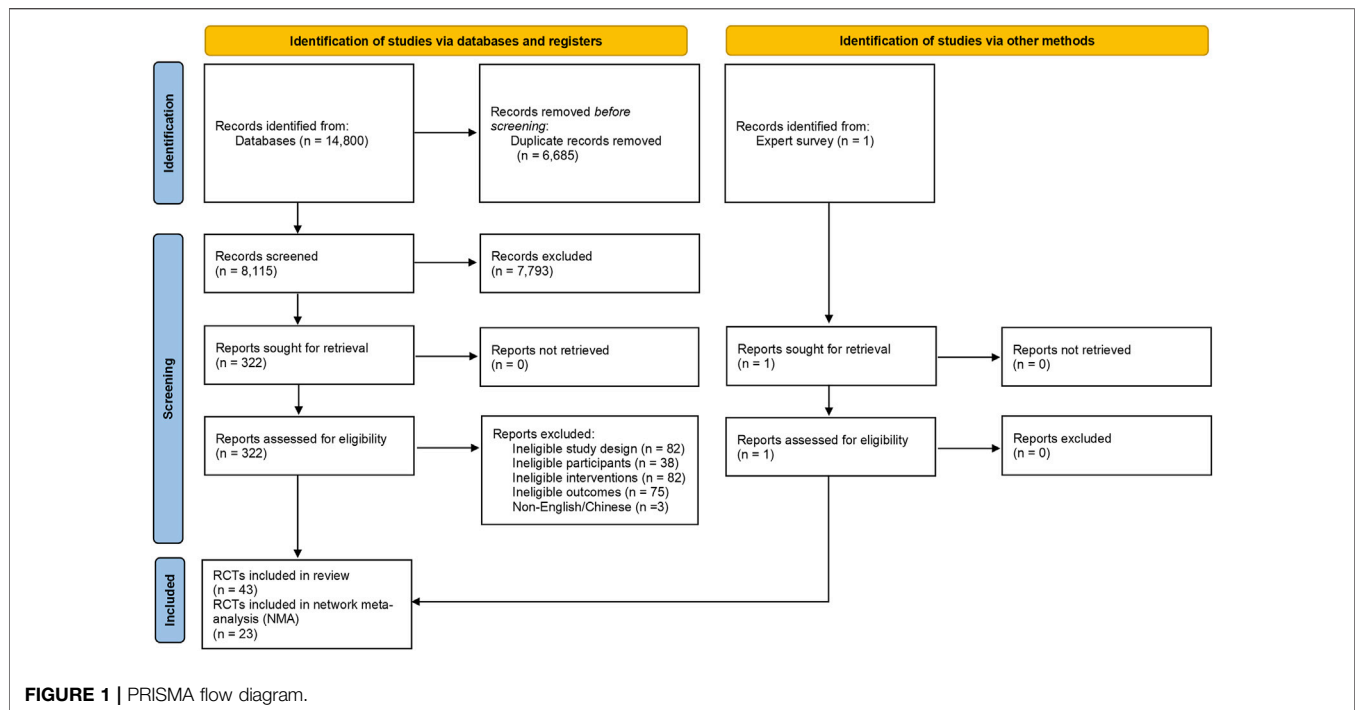 Identification of studies via databases and registers
Identification of studies via other methods
Identification
Records identified from:
Databases (n = 14,800)
Records removed before
screening:
Duplicate records removed
(n = 6,685)
Records identified from:
Expert survey (n = 1)
Screening
Records screened
(n = 8,115)
Records excluded
(n = 7,793)
Reports sought for retrieval
(n = 322)
Reports not retrieved
(n = 0)
Reports sought for retrieval
(n = 1)
Reports not retrieved
(n = 0)
Reports assessed for eligibility
(n = 322)
Reports excluded:
Ineligible study design (n = 82)
Ineligible participants (n = 38)
Ineligible interventions (n = 82)
Ineligible outcomes (n = 75)
Non-English/Chinese (n =3)
Reports assessed for eligibility
(n = 1)
Reports excluded
(n = 0)
Included
RCTs included in review
(n = 43)
RCTs included in network meta-
analysis (NMA)
(n = 23)
FIGURE 1 | PRISMA flow diagram.